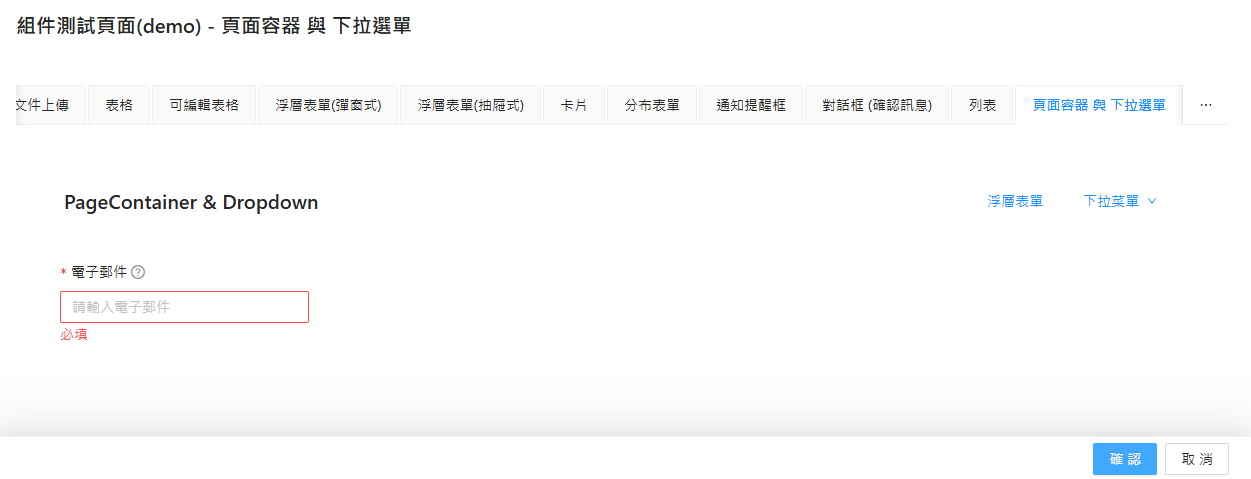 組件測試頁面(demo) - 頁面容器 與 下拉選單
文件上傳 表格 可編輯表格 浮層表單(彈窗式) 浮層表單(抽屜式) 卡片 分布表單 通知提醒框 對話框 (確認訊息) 列表 頁面容器 與 下拉選單 ···
PageContainer & Dropdown 浮層表單 下拉菜單
* 電子郵件
請輸入電子郵件
必填
確 認 取 消